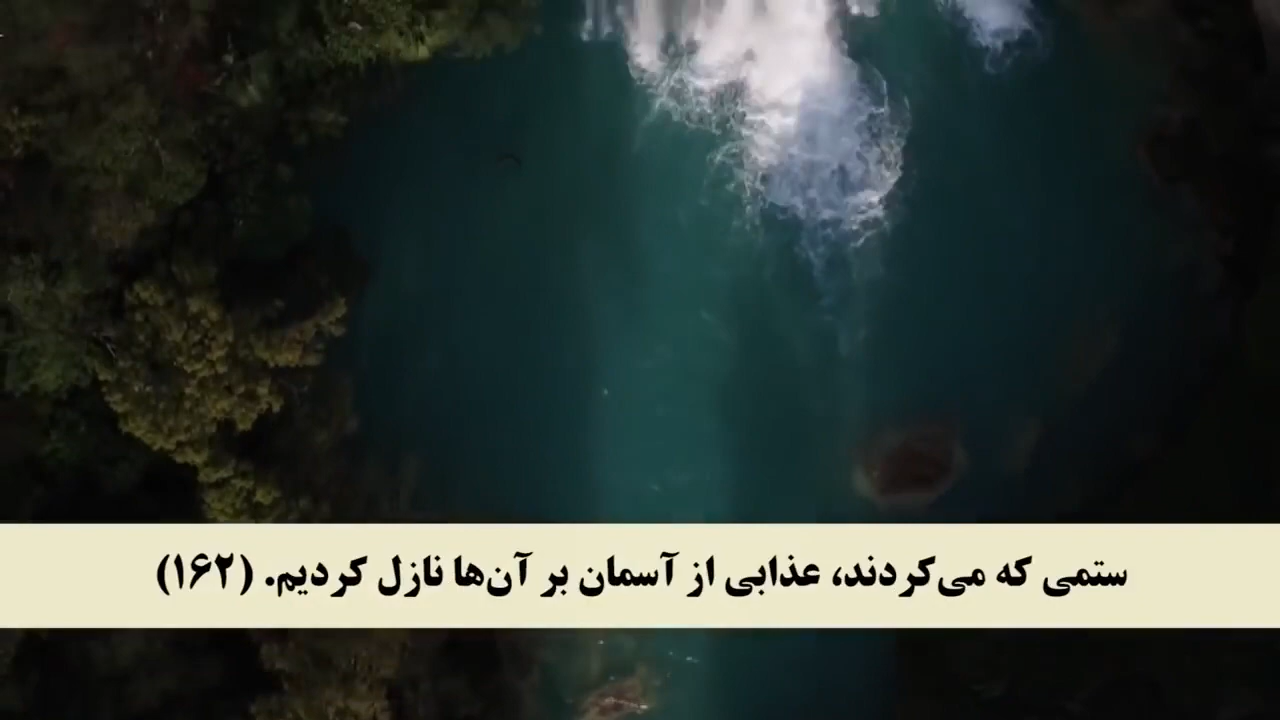 ستمی که می‌کردند، عذابی از آسمان بر آن‌ها نازل کردیم. (۱۶۲)